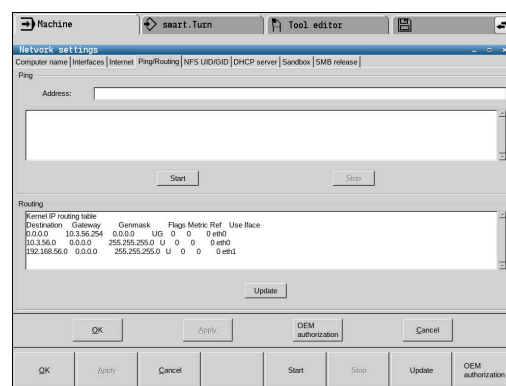 Machine smart.Turn Tool editor
Network settings
Computer name Interfaces Internet Ping/Routing NFS UID/GID DHCP server Sandbox SMB release
Ping
Address:
Start Stop
Routing
Kernel IP routing table
Destination Gateway Genmask Flags Metric Ref Use Iface
0.0.0.0 10.3.56.254 0.0.0.0 UG 0 0 0 eth0
10.3.56.0 0.0.0.0 255.255.255.0 U 0 0 0 eth0
192.168.56.0 0.0.0.0 255.255.255.0 U 0 0 0 eth1
Update
OK Apply OEM authorization Cancel
OK Apply Cancel Start Stop Update OEM authorization